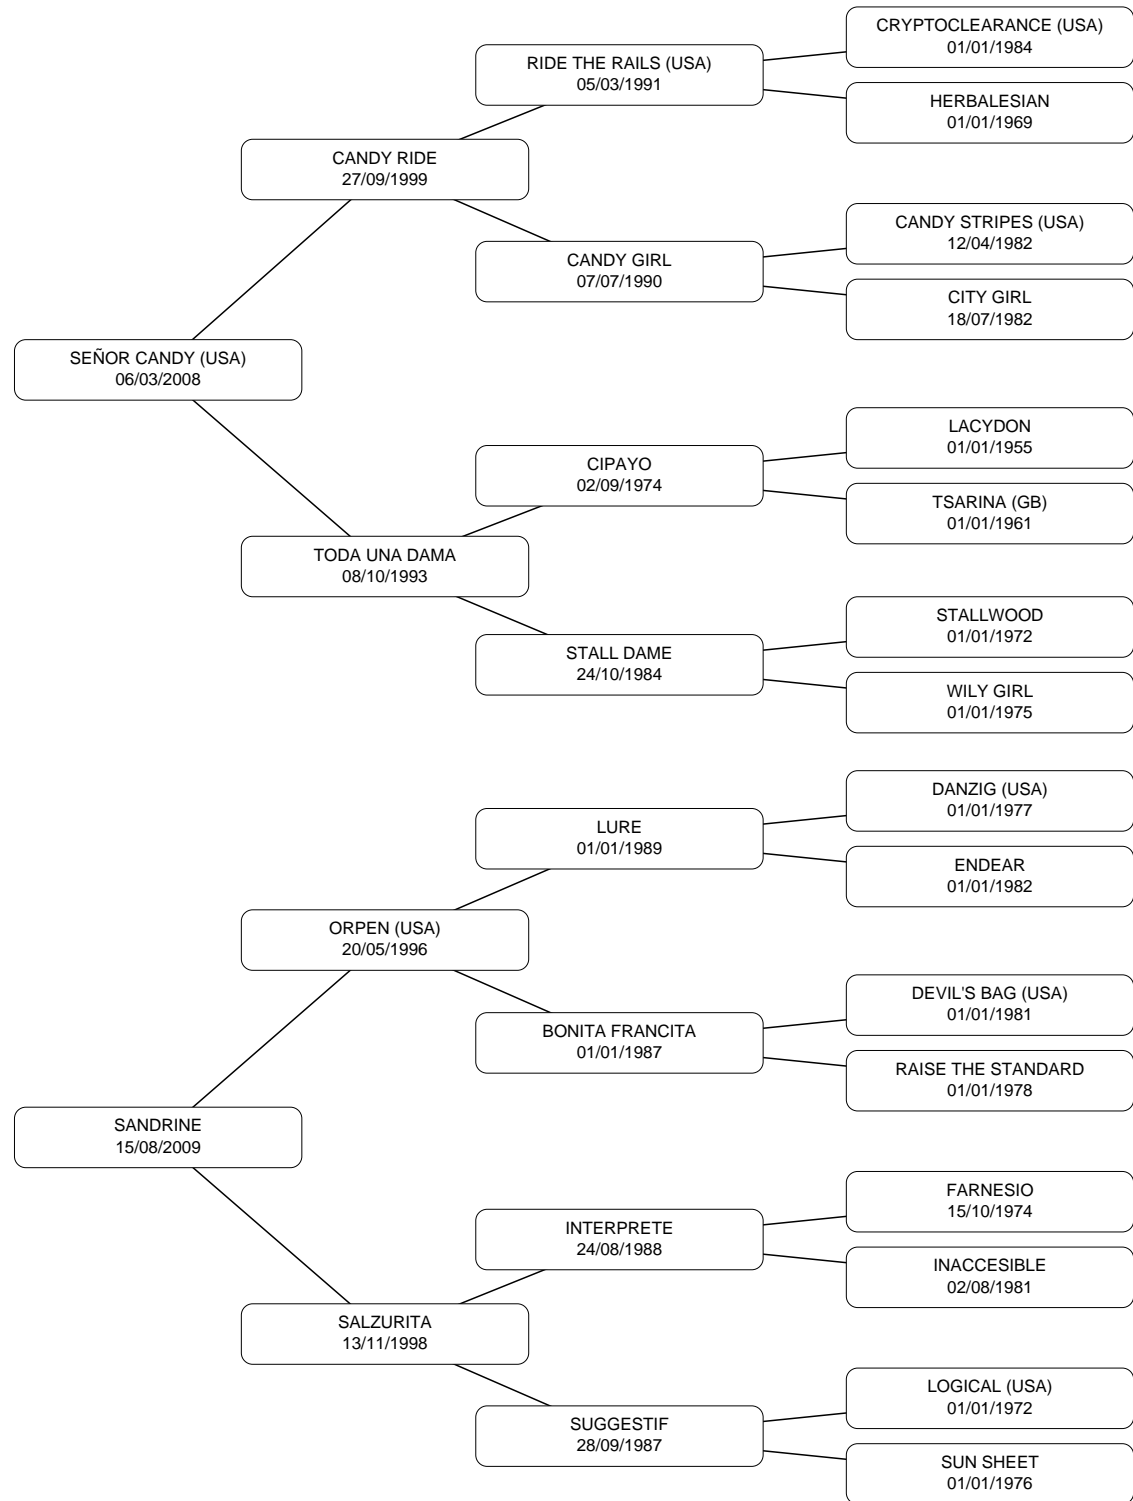 CRYPTOCLEARANCE (USA)
01/01/1984
RIDE THE RAILS (USA)
05/03/1991
HERBALESIAN
01/01/1969
CANDY RIDE
27/09/1999
CANDY STRIPES (USA)
12/04/1982
CANDY GIRL
07/07/1990
CITY GIRL
18/07/1982
SEÑOR CANDY (USA)
06/03/2008
LACYDON
01/01/1955
CIPAYO
02/09/1974
TSARINA (GB)
01/01/1961
TODA UNA DAMA
08/10/1993
STALLWOOD
01/01/1972
STALL DAME
24/10/1984
WILY GIRL
01/01/1975
DANZIG (USA)
01/01/1977
LURE
01/01/1989
ENDEAR
01/01/1982
ORPEN (USA)
20/05/1996
DEVIL'S BAG (USA)
01/01/1981
BONITA FRANCITA
01/01/1987
RAISE THE STANDARD
01/01/1978
SANDRINE
15/08/2009
FARNESIO
15/10/1974
INTERPRETE
24/08/1988
INACCESIBLE
02/08/1981
SALZURITA
13/11/1998
LOGICAL (USA)
01/01/1972
SUGGESTIF
28/09/1987
SUN SHEET
01/01/1976